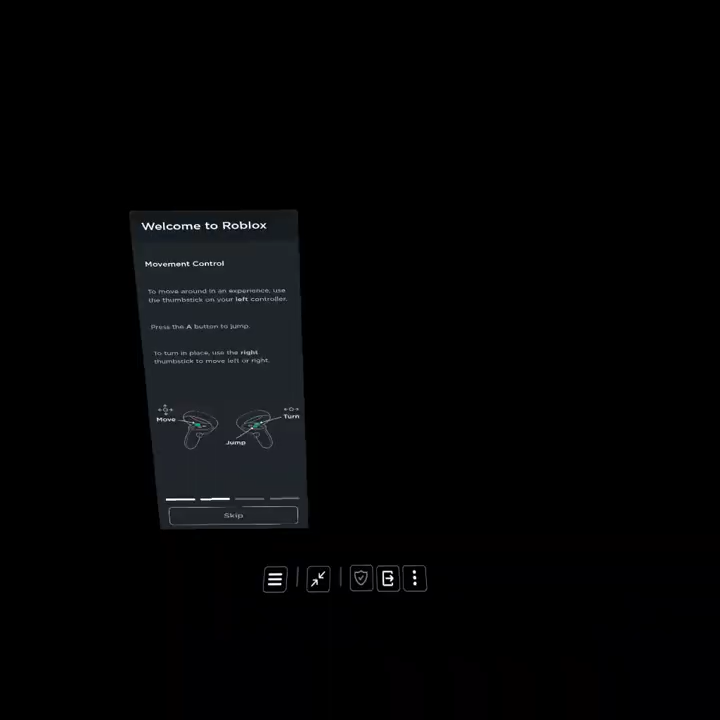 Welcome to Roblox
Movement Control
To move around in an experience, use
the thumbstick on your left controller.
Press the A button to jump.
To turn in place, use the right
thumbstick to move left or right.
Move
Turn
Jump
Skip